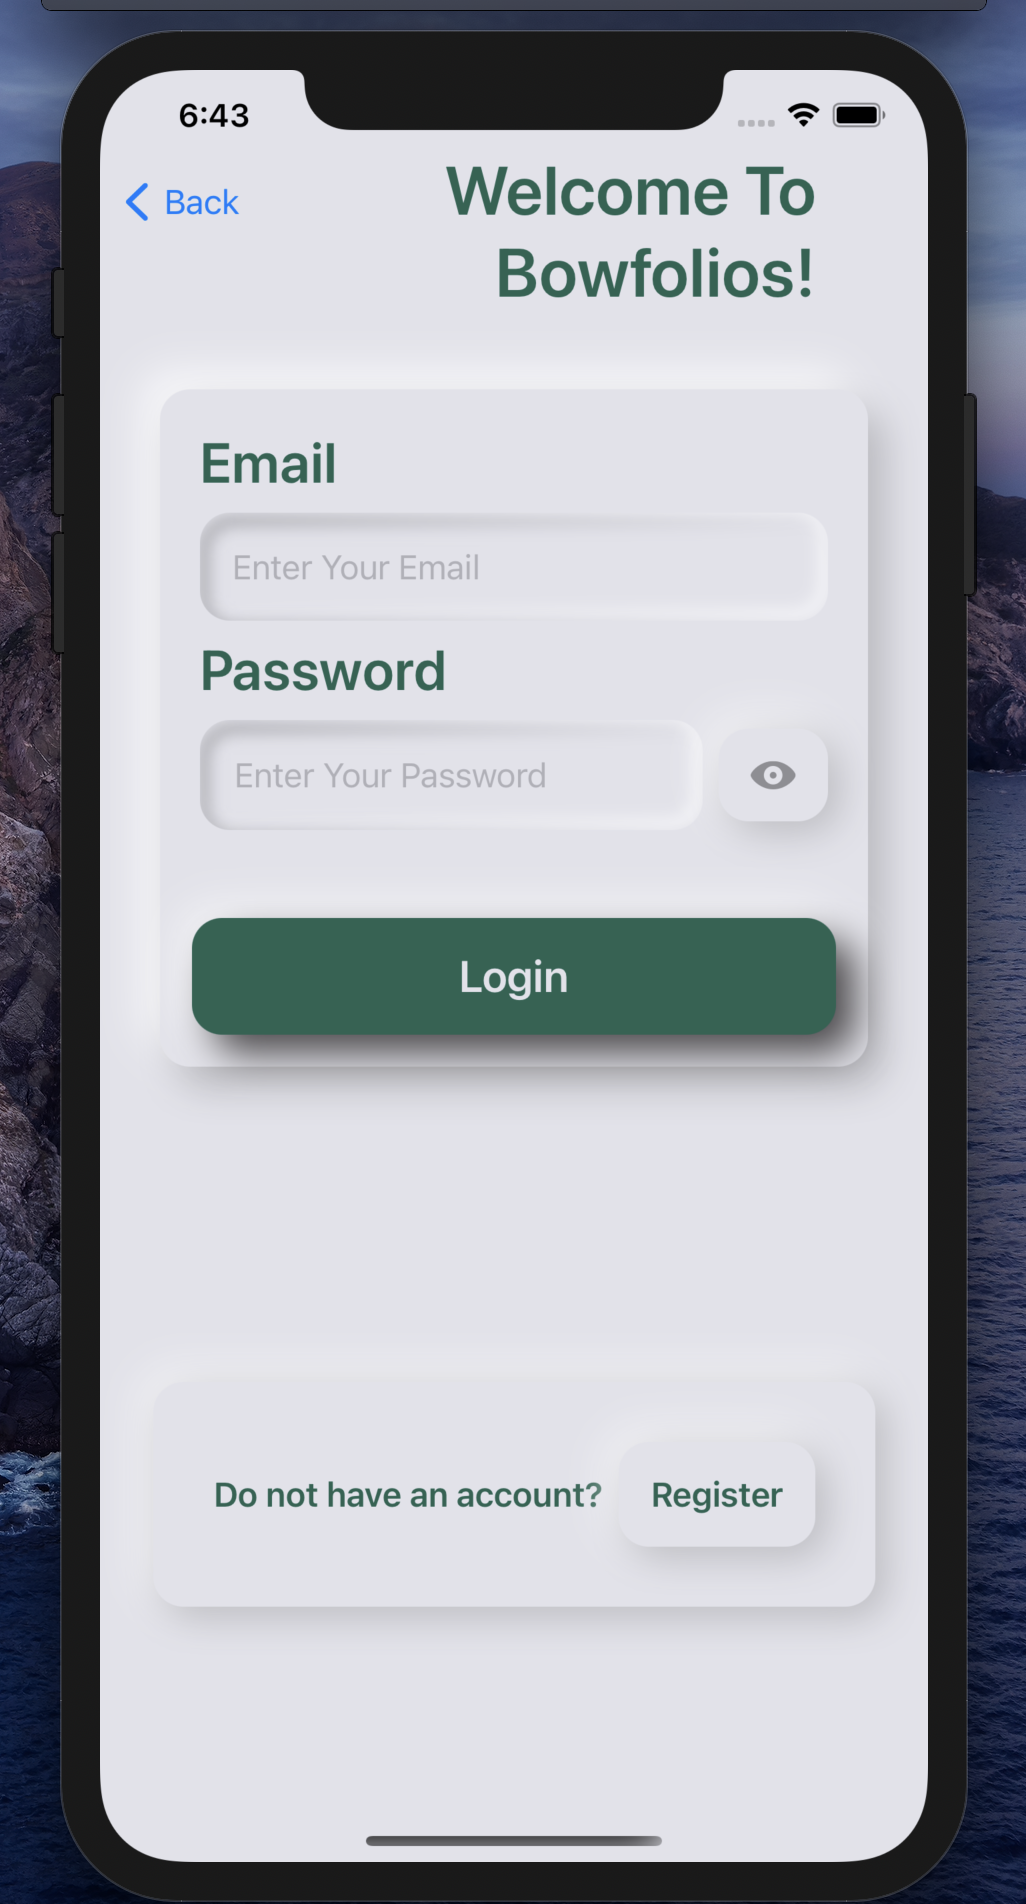 6:43
Back
Welcome To
Bowfolios!
Email
Enter Your Email
Password
Enter Your Password
Login
Do not have an account?
Register